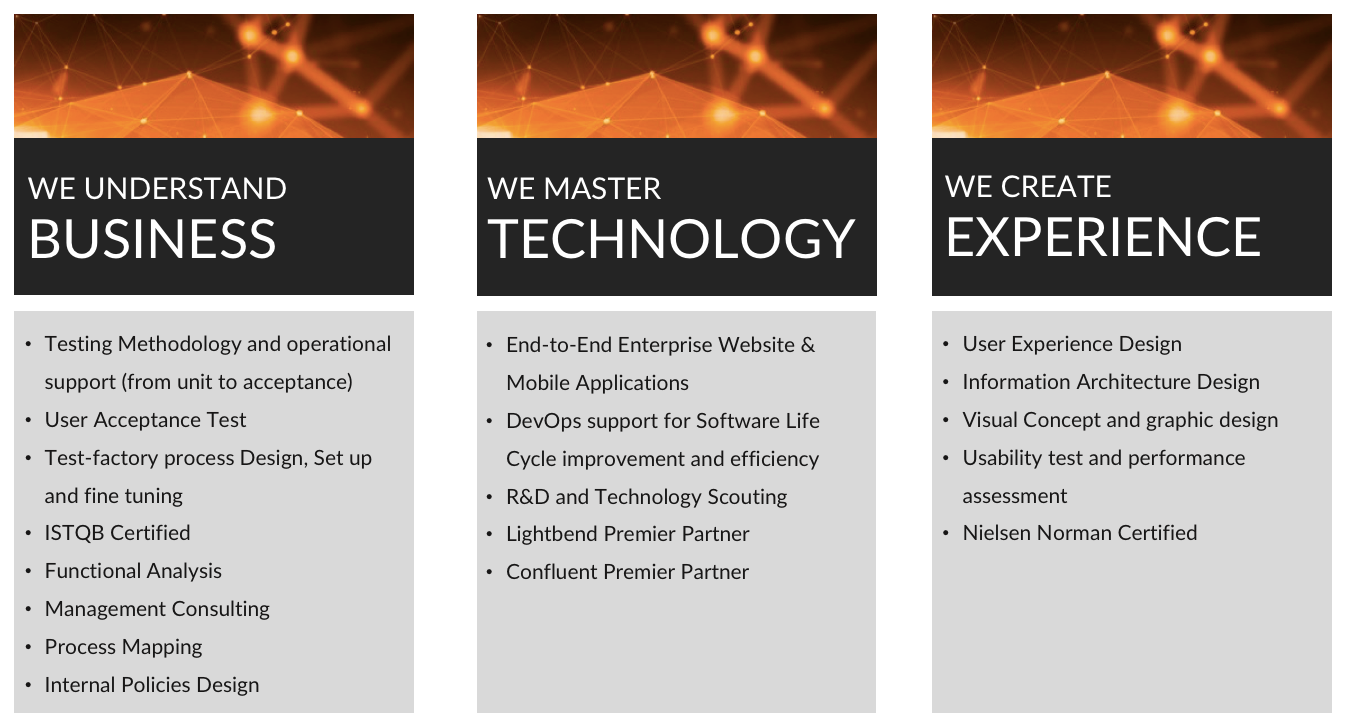 WE UNDERSTAND
BUSINESS
• Testing Methodology and operational
support (from unit to acceptance)
• User Acceptance Test
• Test-factory process Design, Set up
and fine tuning
• ISTQB Certified
• Functional Analysis
• Management Consulting
• Process Mapping
• Internal Policies Design
WE MASTER
TECHNOLOGY
• End-to-End Enterprise Website &
Mobile Applications
• DevOps support for Software Life
Cycle improvement and efficiency
• R&D and Technology Scouting
• Lightbend Premier Partner
• Confluent Premier Partner
WE CREATE
EXPERIENCE
• User Experience Design
• Information Architecture Design
• Visual Concept and graphic design
• Usability test and performance
assessment
• Nielsen Norman Certified